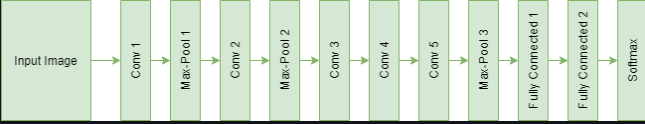 Input Image
Conv 1
Max-Pool 1
Conv 2
Max-Pool 2
Conv 3
Conv 4
Conv 5
Max-Pool 3
Fully Connected 1
Fully Connected 2
Softmax